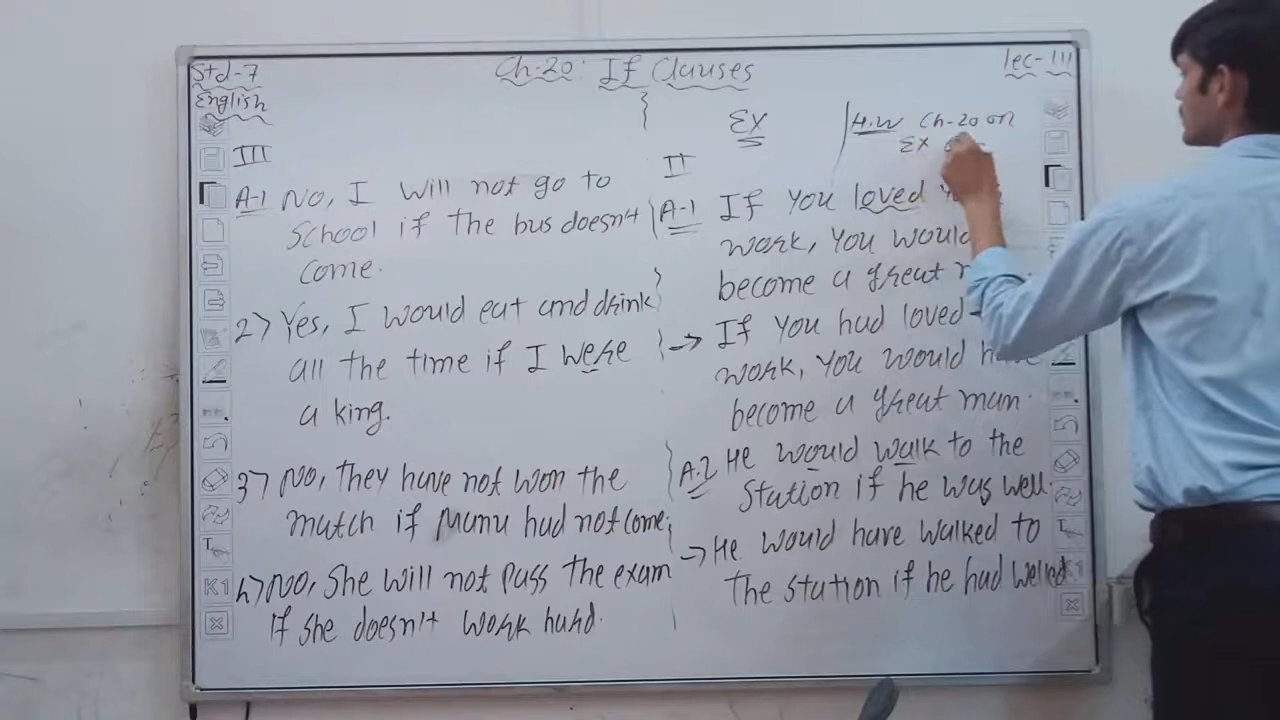 Std-7
English
Ch-20: If Clauses
lec-III
III
A-1 No, I will not go to
School if the bus doesn't
come.
2> Yes, I would eat and drink
all the time if I were
a king.
3> No, they have not won the
match if Manu had not come.
4> No, She will not Pass the exam
if she doesn't work hard.
EX
II
A-1 If you loved
work, you would
become a great
→ If you had loved
work, you would
become a great man.
A.2 He would walk to the
Station if he was well.
→ He would have walked to
the station if he had welled
H.W Ch-20 on
EX
T
K1
T
K1